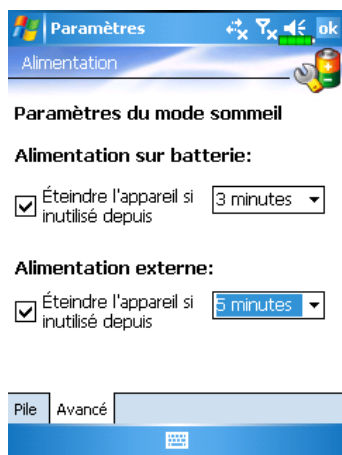 Paramètres
ok
Alimentation
Paramètres du mode sommeil
Alimentation sur batterie:
Éteindre l'appareil si
inutilisé depuis
3 minutes
Alimentation externe:
Éteindre l'appareil si
inutilisé depuis
5 minutes
Pile
Avancé